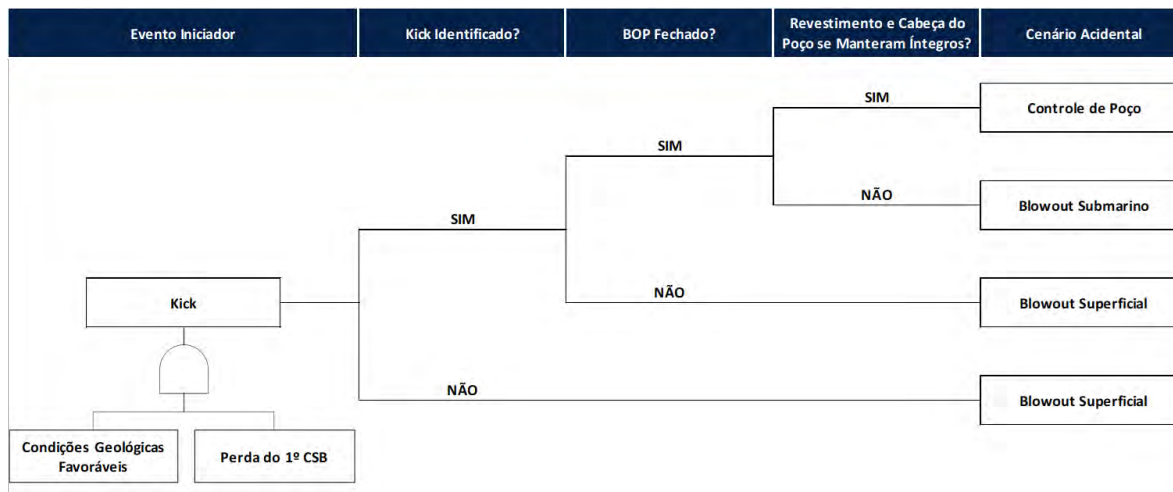 Evento Iniciador
Kick Identificado?
BOP Fechado?
Revestimento e Cabeça do
Poço se Manteram Íntegros?
Cenário Acidental
SIM
Controle de Poço
SIM
NÃO
Blowout Submarino
SIM
Kick
NÃO
Blowout Superficial
NÃO
Blowout Superficial
Condições Geológicas
Favoráveis
Perda do 1º CSB